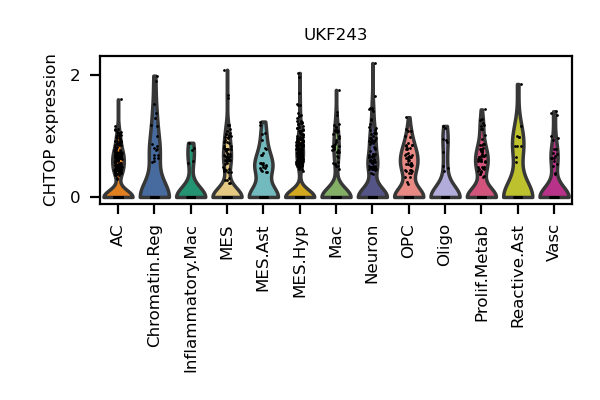 UKF243
CHTOP expression
2
0
AC
Chromatin.Reg
Inflammatory.Mac
MES
MES.Ast
MES.Hyp
Mac
Neuron
OPC
Oligo
Prolif.Metab
Reactive.Ast
Vasc